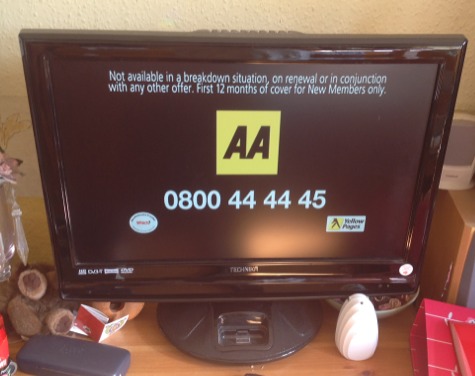 Not available in a breakdown situation, on renewal or in conjunction
with any other offer. First 12 months of cover for New Members only.
AA
0800 44 44 45
Yellow
Pages
TECHNIKA